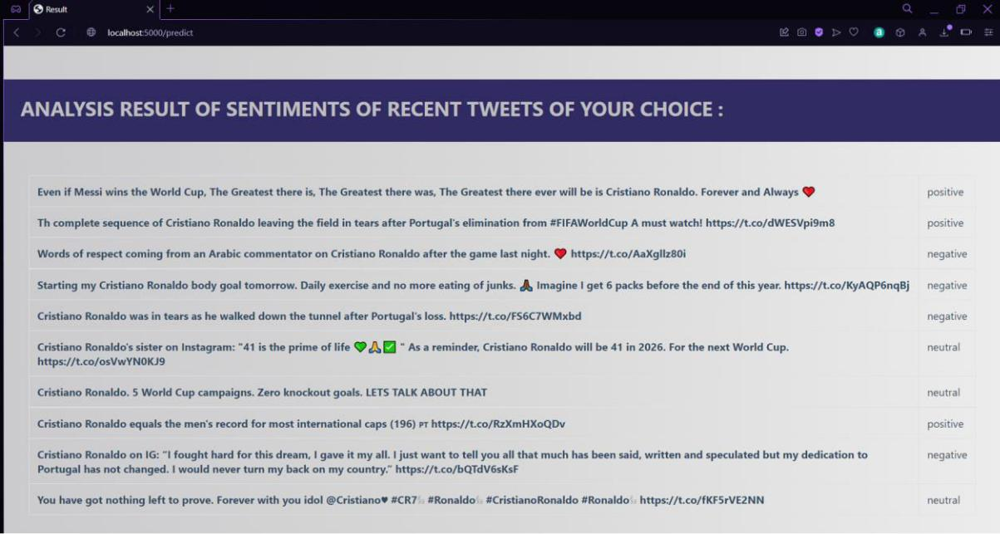 Result
localhost:5000/predict
ANALYSIS RESULT OF SENTIMENTS OF RECENT TWEETS OF YOUR CHOICE :
Even if Messi wins the World Cup, The Greatest there is, The Greatest there was, The Greatest there ever will be is Cristiano Ronaldo. Forever and Always ❤️ positive
Th complete sequence of Cristiano Ronaldo leaving the field in tears after Portugal's elimination from #FIFAWorldCup A must watch! https://t.co/dWESVpi9m8 positive
Words of respect coming from an Arabic commentator on Cristiano Ronaldo after the game last night. ❤️ https://t.co/AaXgllz80i negative
Starting my Cristiano Ronaldo body goal tomorrow. Daily exercise and no more eating of junks. 🙏🏾 Imagine I get 6 packs before the end of this year. https://t.co/KyAQP6nqBj negative
Cristiano Ronaldo was in tears as he walked down the tunnel after Portugal's loss. https://t.co/FS6C7WMxbd negative
Cristiano Ronaldo's sister on Instagram: "41 is the prime of life 💚🙏✅ " As a reminder, Cristiano Ronaldo will be 41 in 2026. For the next World Cup. neutral
https://t.co/osVwYN0KJ9
Cristiano Ronaldo. 5 World Cup campaigns. Zero knockout goals. LETS TALK ABOUT THAT neutral
Cristiano Ronaldo equals the men's record for most international caps (196) PT https://t.co/RzXmHXoQDv positive
Cristiano Ronaldo on IG: “I fought hard for this dream, I gave it my all. I just want to tell you all that much has been said, written and speculated but my dedication to negative
Portugal has not changed. I would never turn my back on my country.” https://t.co/bQTdV6sKsF
You have got nothing left to prove. Forever with you idol @Cristiano♥ #CR7🐐 #Ronaldo🐐 #CristianoRonaldo #Ronaldo🐐 https://t.co/fKF5rVE2NN neutral